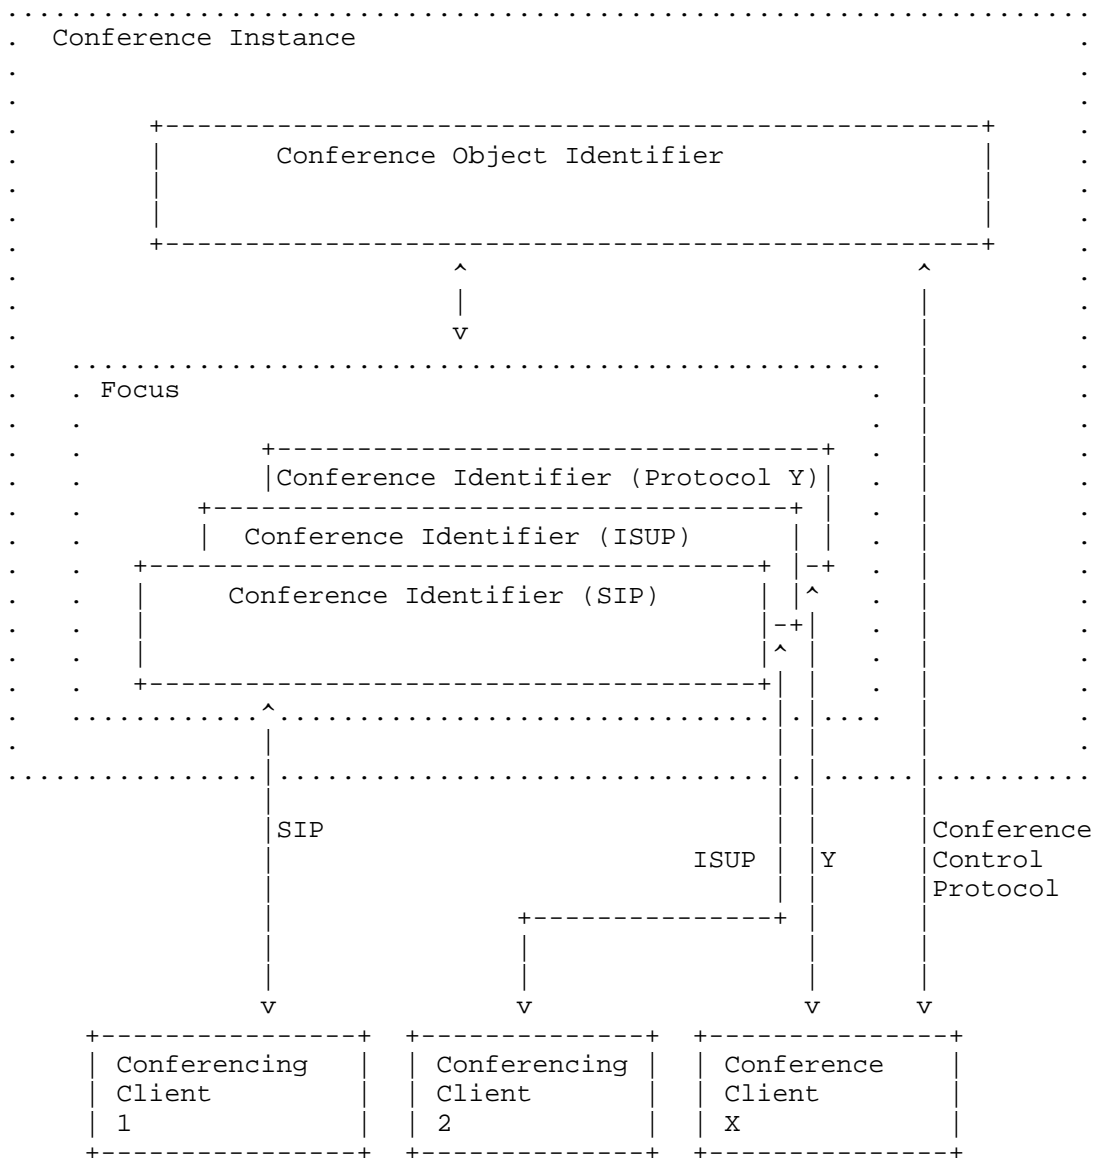 Conference Instance
Conference Object Identifier
Focus
Conference Identifier (Protocol Y)
Conference Identifier (ISUP)
Conference Identifier (SIP)
SIP
Conference
ISUP Y Control
Protocol
Conferencing Conferencing Conference
Client Client Client
1 2 X